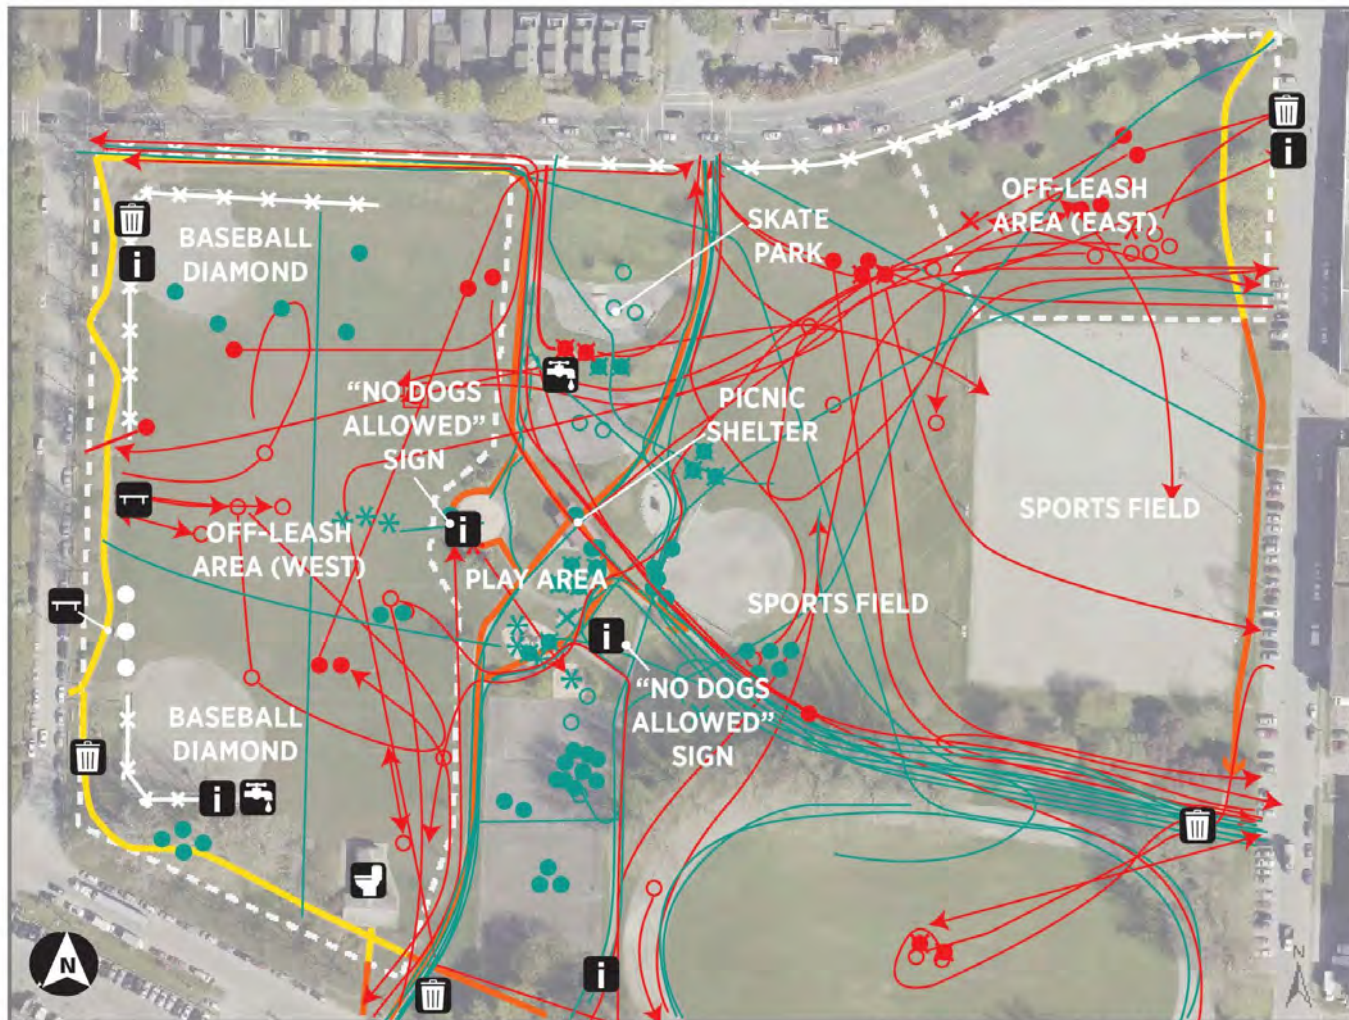 OFF-LEASH
AREA (EAST)
SKATE
PARK
BASEBALL
DIAMOND
"NO DOGS
ALLOWED"
SIGN
PICNIC
SHELTER
OFF-LEASH
AREA (WEST)
SPORTS FIELD
PLAY AREA
SPORTS FIELD
"NO DOGS
ALLOWED"
SIGN
BASEBALL
DIAMOND
N
N